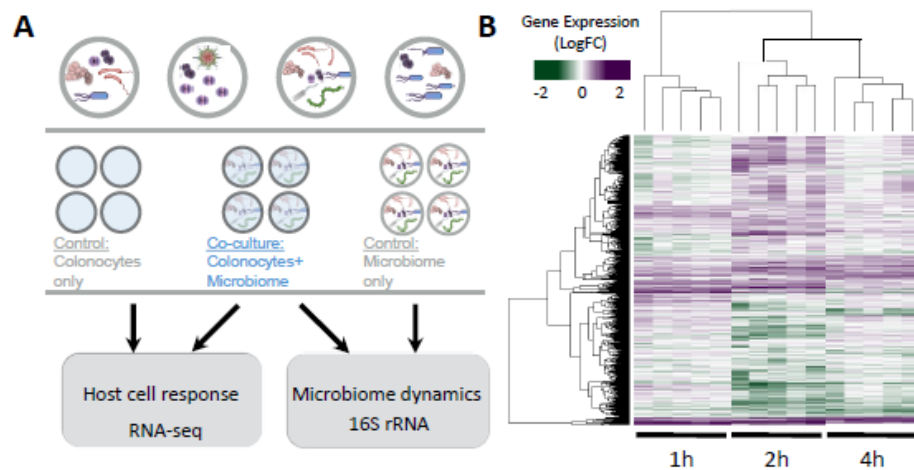 A
Control:
Colonocytes
only
Co-culture:
Colonocytes+
Microbiome
Control:
Microbiome
only
Host cell response
RNA-seq
Microbiome dynamics
16S rRNA
B
Gene Expression
(LogFC)
-2 0 2
1h 2h 4h